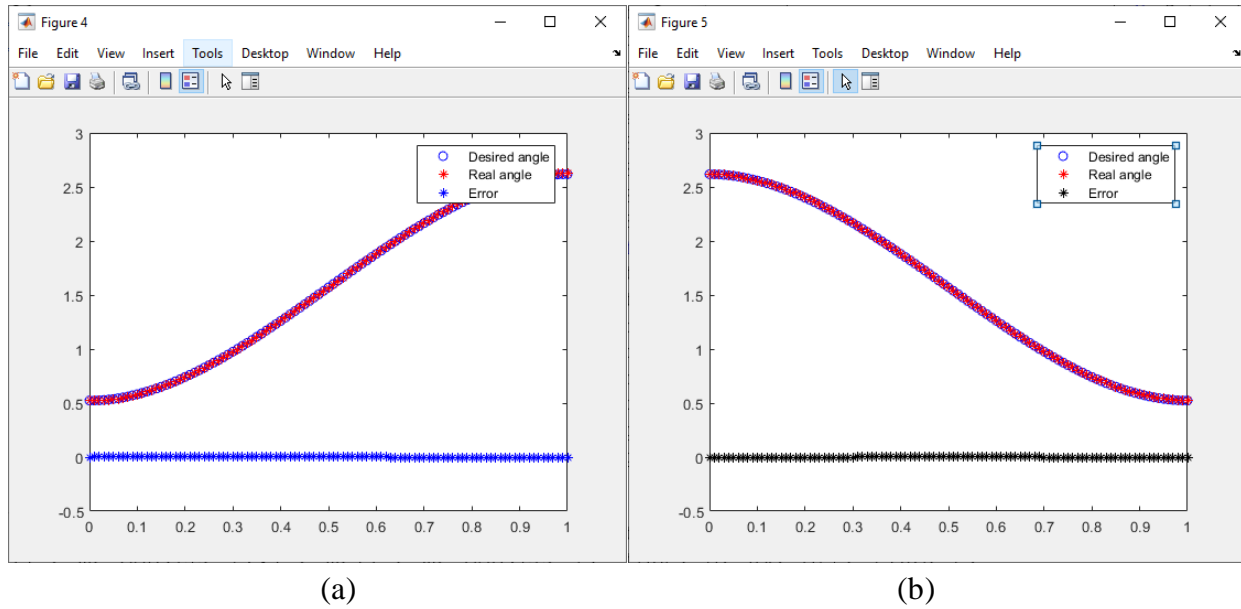 Figure 4
File Edit View Insert Tools Desktop Window Help
3
2.5
2
1.5
1
0.5
0
-0.5
Desired angle
Real angle
Error
0 0.1 0.2 0.3 0.4 0.5 0.6 0.7 0.8 0.9 1
(a)
Figure 5
File Edit View Insert Tools Desktop Window Help
3
2.5
2
1.5
1
0.5
0
-0.5
Desired angle
Real angle
Error
0 0.1 0.2 0.3 0.4 0.5 0.6 0.7 0.8 0.9 1
(b)